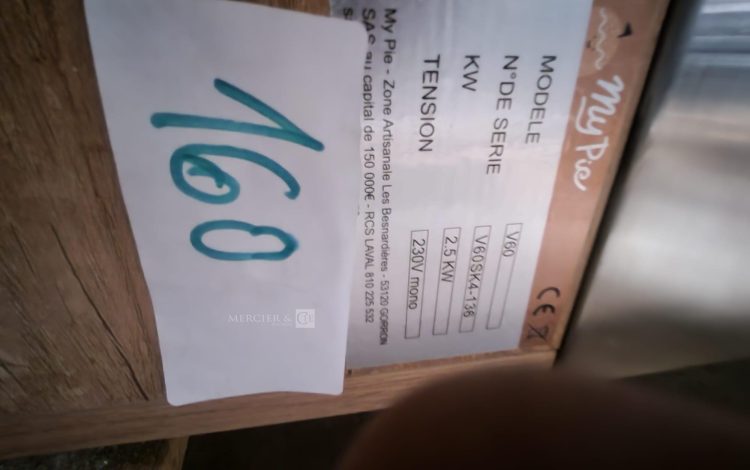 My Pie
MODELE V60
N°DE SERIE V60SK4-136
KW 2.5 KW
TENSION 230V mono
My Pie - Zone Artisanale Les Besnardières - 53120 GORRON
SAS au capital de 150 000€ - RCS LAVAL 810 225 532
CE
160
MERCIER &